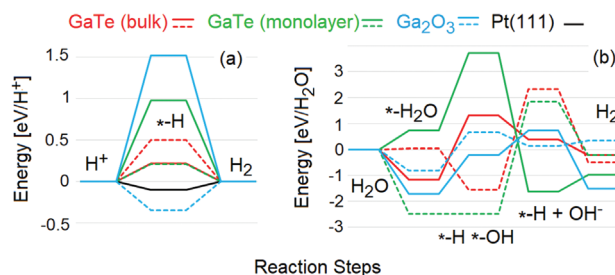 GaTe (bulk) GaTe (monolayer) Ga₂O₃ Pt(111)
(a)
Energy [eV/H⁺]
1.5
1
0.5
0
-0.5
H⁺
*-H
H₂
(b)
Energy [eV/H₂O]
3
2
1
0
-1
-2
-3
*-H₂O
H₂O
*-H *-OH
*-H + OH⁻
H₂
Reaction Steps